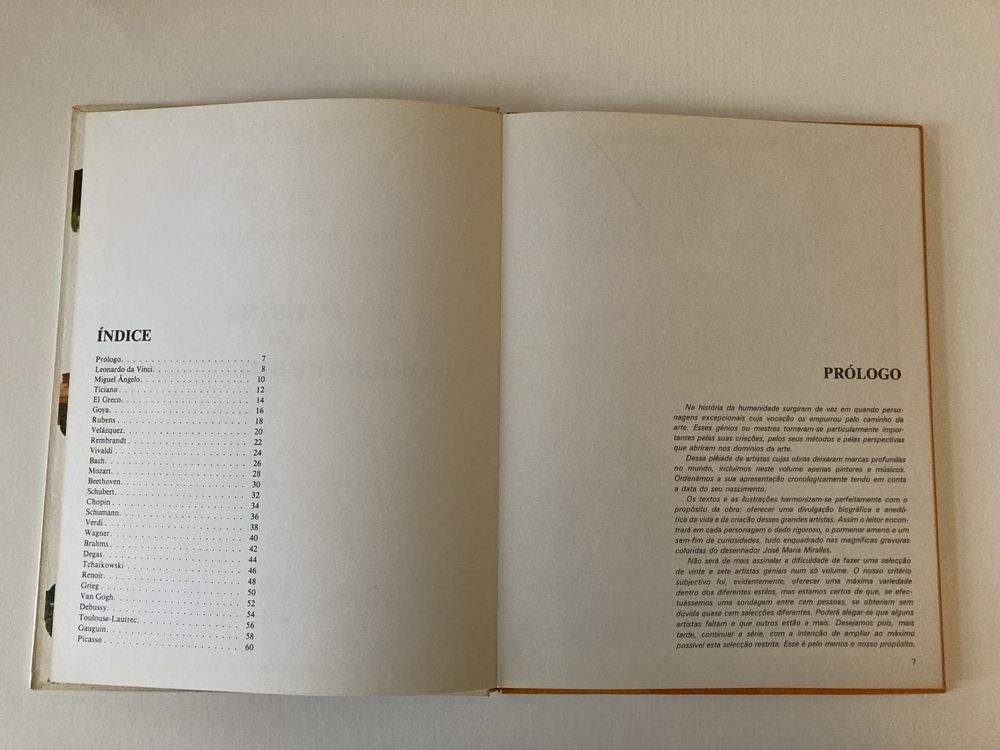 ÍNDICE
Prólogo. . . . . . . . . . . . . . . . . . . . . . 7
Leonardo da Vinci. . . . . . . . . . . . . . . . 8
Miguel Ângelo. . . . . . . . . . . . . . . . . . 10
Ticiano . . . . . . . . . . . . . . . . . . . . . . 12
El Greco. . . . . . . . . . . . . . . . . . . . . 14
Goya. . . . . . . . . . . . . . . . . . . . . . . 16
Rubens . . . . . . . . . . . . . . . . . . . . . 18
Velázquez. . . . . . . . . . . . . . . . . . . . 20
Rembrandt . . . . . . . . . . . . . . . . . . . 22
Vivaldi . . . . . . . . . . . . . . . . . . . . . . 24
Bach. . . . . . . . . . . . . . . . . . . . . . . 26
Mozart. . . . . . . . . . . . . . . . . . . . . . 28
Beethoven. . . . . . . . . . . . . . . . . . . . 30
Schubert. . . . . . . . . . . . . . . . . . . . . 32
Chopin . . . . . . . . . . . . . . . . . . . . . 34
Schumann. . . . . . . . . . . . . . . . . . . . 36
Verdi . . . . . . . . . . . . . . . . . . . . . . 38
Wagner. . . . . . . . . . . . . . . . . . . . . 40
Brahms. . . . . . . . . . . . . . . . . . . . . 42
Degas. . . . . . . . . . . . . . . . . . . . . . 44
Tchaikowski . . . . . . . . . . . . . . . . . . 46
Renoir. . . . . . . . . . . . . . . . . . . . . . 48
Grieg . . . . . . . . . . . . . . . . . . . . . . 50
Van Gogh. . . . . . . . . . . . . . . . . . . . 52
Debussy. . . . . . . . . . . . . . . . . . . . . 54
Toulouse-Lautrec. . . . . . . . . . . . . . . . 56
Gauguin. . . . . . . . . . . . . . . . . . . . . 58
Picasso . . . . . . . . . . . . . . . . . . . . . 60
PRÓLOGO
Na história da humanidade surgiram de vez em quando perso-
nagens excepcionais cuja vocação os empurrou pelo caminho da
arte. Esses génios ou mestres tornaram-se particularmente impor-
tantes pelas suas criações, pelos seus métodos e pelas perspectivas
que abriram nos domínios da arte.
Dessa plêiade de artistas cujas obras deixaram marcas profundas
no mundo, incluímos neste volume apenas pintores e músicos.
Ordenámos a sua apresentação cronologicamente tendo em conta
a data do seu nascimento.
Os textos e as ilustrações harmonizam-se perfeitamente com o
propósito da obra: oferecer uma divulgação biográfica e anedó-
tica da vida e da criação desses grandes artistas. Assim o leitor encon-
trará em cada personagem o dado rigoroso, o pormenor ameno e um
sem-fim de curiosidades, tudo enquadrado nas magníficas gravuras
coloridas do desenhador José María Miralles.
Não será de mais assinalar a dificuldade de fazer uma selecção
de vinte e sete artistas geniais num só volume. O nosso critério
subjectivo foi, evidentemente, oferecer uma máxima variedade
dentro dos diferentes estilos, mas estamos certos de que, se efec-
tuássemos uma sondagem entre cem pessoas, se obteriam sem
dúvida quase cem selecções diferentes. Poderá alegar-se que alguns
artistas faltam e que outros estão a mais. Desejamos pois, mais
tarde, continuar a série, com a intenção de ampliar ao máximo
possível esta selecção restrita. Esse é pelo menos o nosso propósito.
7